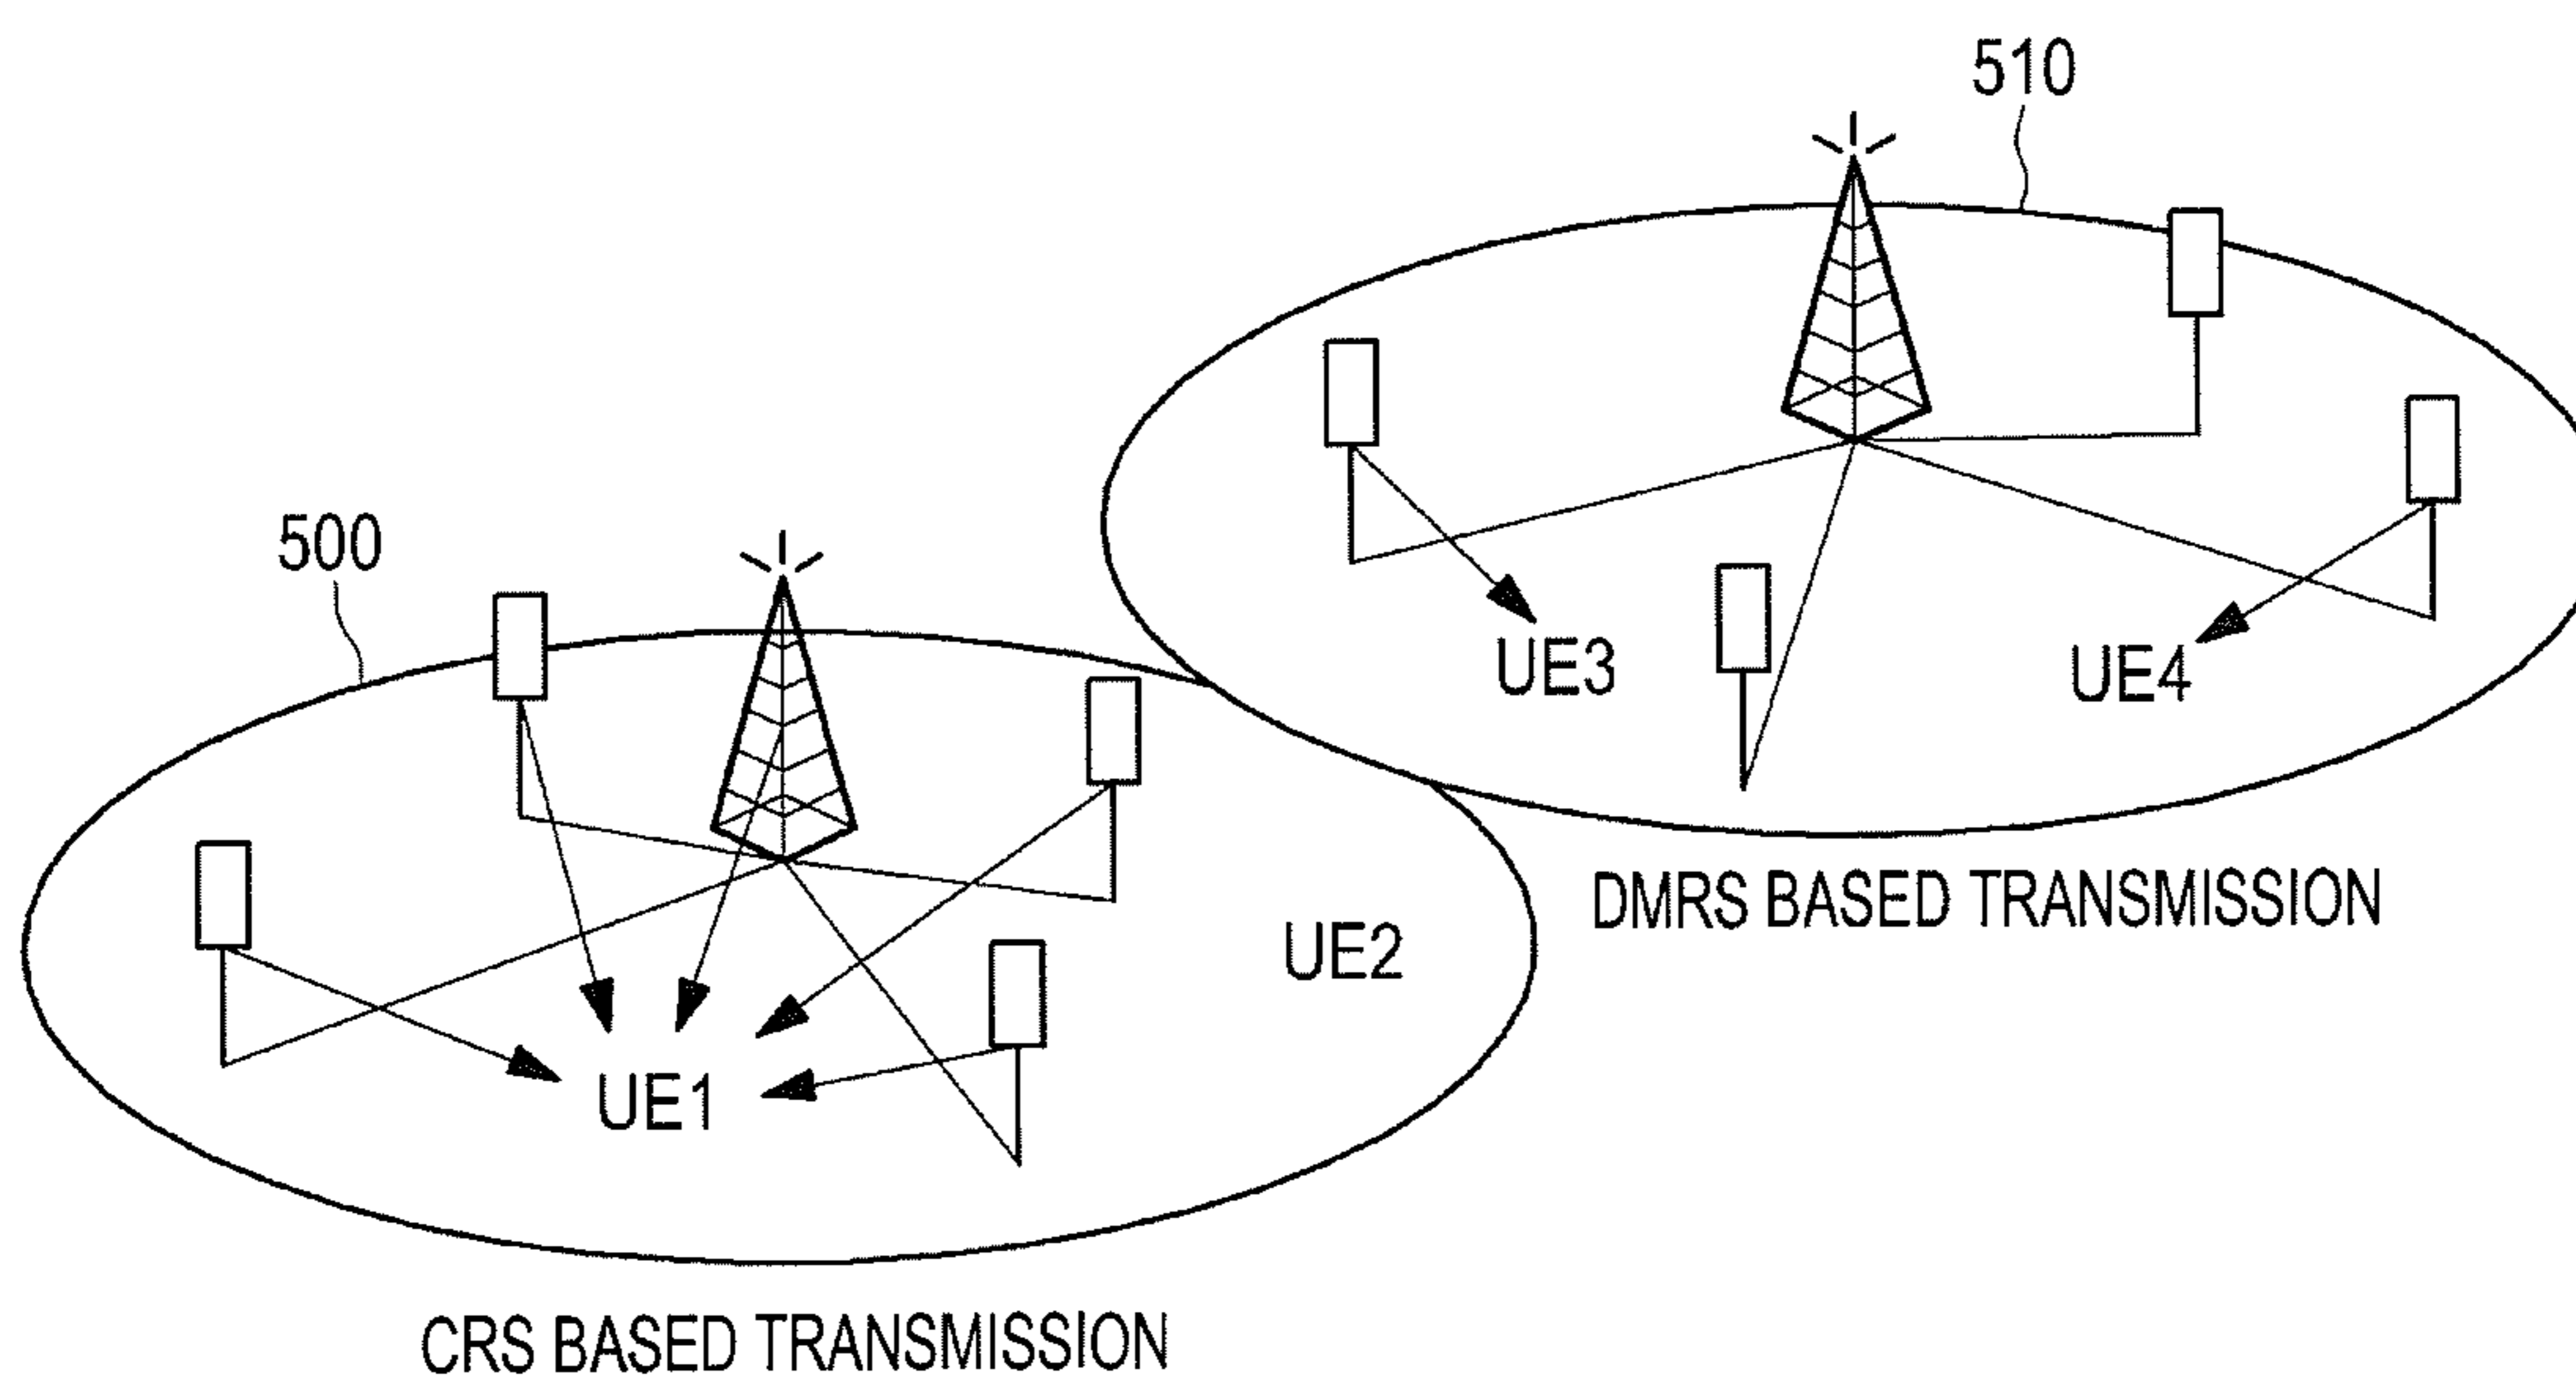 510
500
UE3
UE4
DMRS BASED TRANSMISSION
UE2
UE1
CRS BASED TRANSMISSION